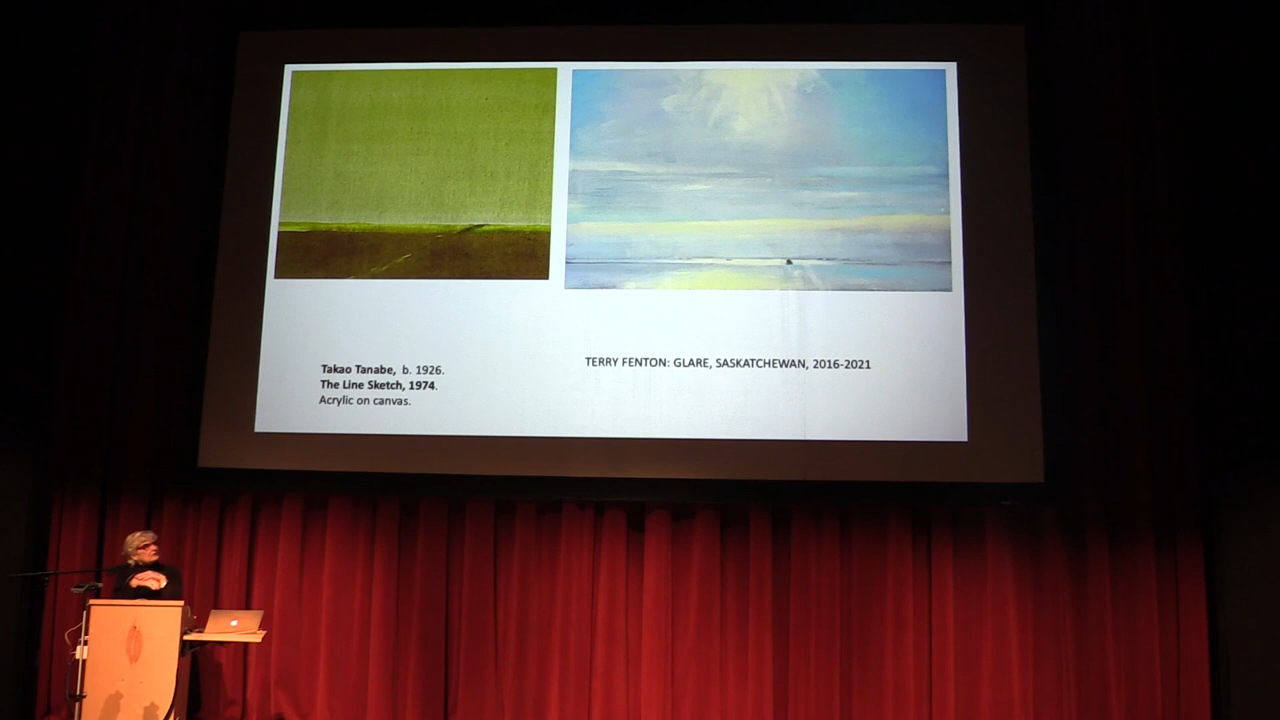 Takao Tanabe, b. 1926.
The Line Sketch, 1974.
Acrylic on canvas.
TERRY FENTON: GLARE, SASKATCHEWAN, 2016-2021